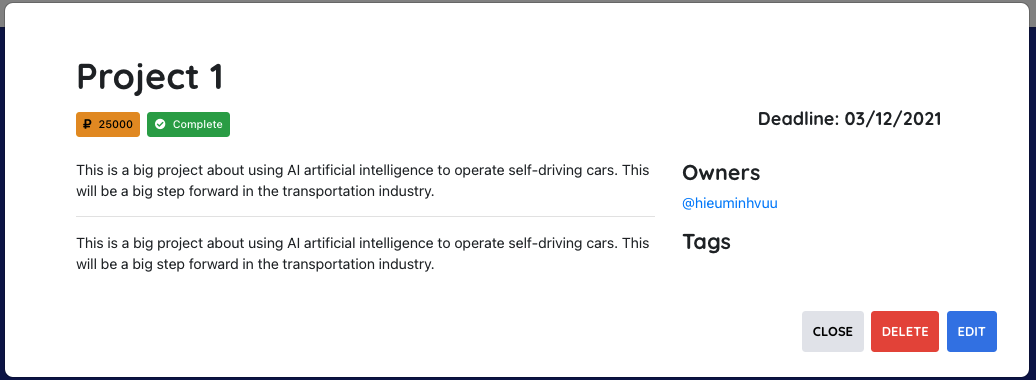 Project 1
₽ 25000 Complete
Deadline: 03/12/2021
This is a big project about using AI artificial intelligence to operate self-driving cars. This
will be a big step forward in the transportation industry.
This is a big project about using AI artificial intelligence to operate self-driving cars. This
will be a big step forward in the transportation industry.
Owners
@hieuminhvuu
Tags
CLOSE DELETE EDIT